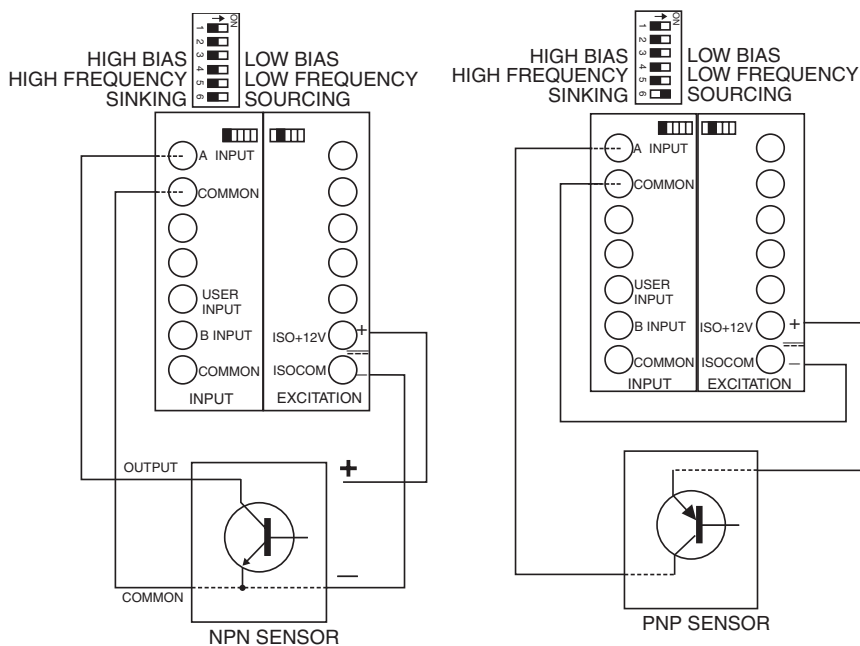 ON
1
2
3
4
5
6
HIGH BIAS LOW BIAS
HIGH FREQUENCY LOW FREQUENCY
SINKING SOURCING
A INPUT
COMMON
USER
INPUT
B INPUT ISO+12V +
COMMON ISOCOM –
INPUT EXCITATION
OUTPUT +
COMMON –
NPN SENSOR
ON
1
2
3
4
5
6
HIGH BIAS LOW BIAS
HIGH FREQUENCY LOW FREQUENCY
SINKING SOURCING
A INPUT
COMMON
USER
INPUT
B INPUT ISO+12V +
COMMON ISOCOM –
INPUT EXCITATION
PNP SENSOR